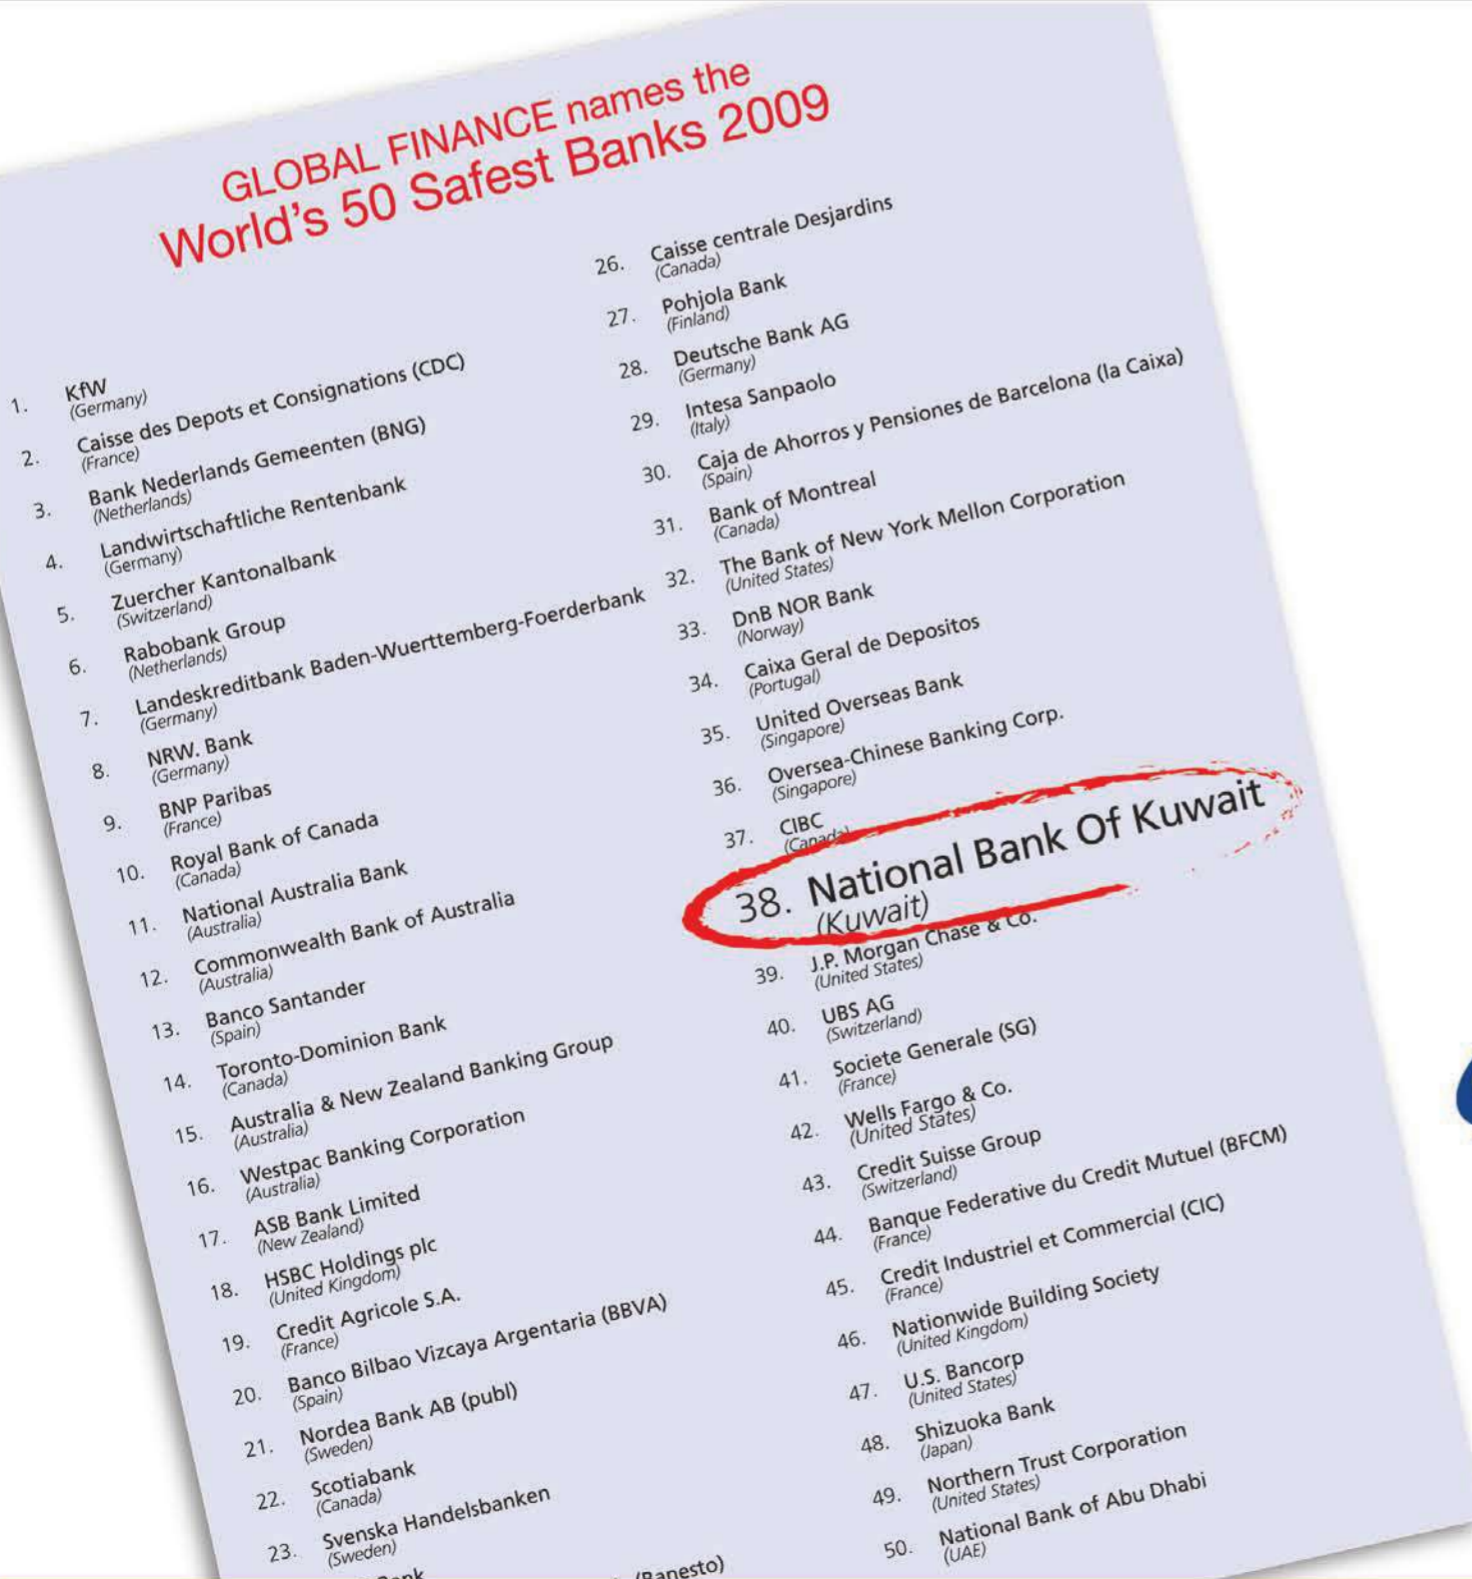 GLOBAL FINANCE names the
World's 50 Safest Banks 2009
1. KfW
(Germany)
2. Caisse des Depots et Consignations (CDC)
(France)
3. Bank Nederlands Gemeenten (BNG)
(Netherlands)
4. Landwirtschaftliche Rentenbank
(Germany)
5. Zuercher Kantonalbank
(Switzerland)
6. Rabobank Group
(Netherlands)
7. Landeskreditbank Baden-Wuerttemberg-Foerderbank
(Germany)
8. NRW. Bank
(Germany)
9. BNP Paribas
(France)
10. Royal Bank of Canada
(Canada)
11. National Australia Bank
(Australia)
12. Commonwealth Bank of Australia
(Australia)
13. Banco Santander
(Spain)
14. Toronto-Dominion Bank
(Canada)
15. Australia & New Zealand Banking Group
(Australia)
16. Westpac Banking Corporation
(Australia)
17. ASB Bank Limited
(New Zealand)
18. HSBC Holdings plc
(United Kingdom)
19. Credit Agricole S.A.
(France)
20. Banco Bilbao Vizcaya Argentaria (BBVA)
(Spain)
21. Nordea Bank AB (publ)
(Sweden)
22. Scotiabank
(Canada)
23. Svenska Handelsbanken
(Sweden)
(Banesto)
26. Caisse centrale Desjardins
(Canada)
27. Pohjola Bank
(Finland)
28. Deutsche Bank AG
(Germany)
29. Intesa Sanpaolo
(Italy)
30. Caja de Ahorros y Pensiones de Barcelona (la Caixa)
(Spain)
31. Bank of Montreal
(Canada)
32. The Bank of New York Mellon Corporation
(United States)
33. DnB NOR Bank
(Norway)
34. Caixa Geral de Depositos
(Portugal)
35. United Overseas Bank
(Singapore)
36. Oversea-Chinese Banking Corp.
(Singapore)
37. CIBC
(Canada)
38. National Bank Of Kuwait
(Kuwait)
39. J.P. Morgan Chase & Co.
(United States)
40. UBS AG
(Switzerland)
41. Societe Generale (SG)
(France)
42. Wells Fargo & Co.
(United States)
43. Credit Suisse Group
(Switzerland)
44. Banque Federative du Credit Mutuel (BFCM)
(France)
45. Credit Industriel et Commercial (CIC)
(France)
46. Nationwide Building Society
(United Kingdom)
47. U.S. Bancorp
(United States)
48. Shizuoka Bank
(Japan)
49. Northern Trust Corporation
(United States)
50. National Bank of Abu Dhabi
(UAE)